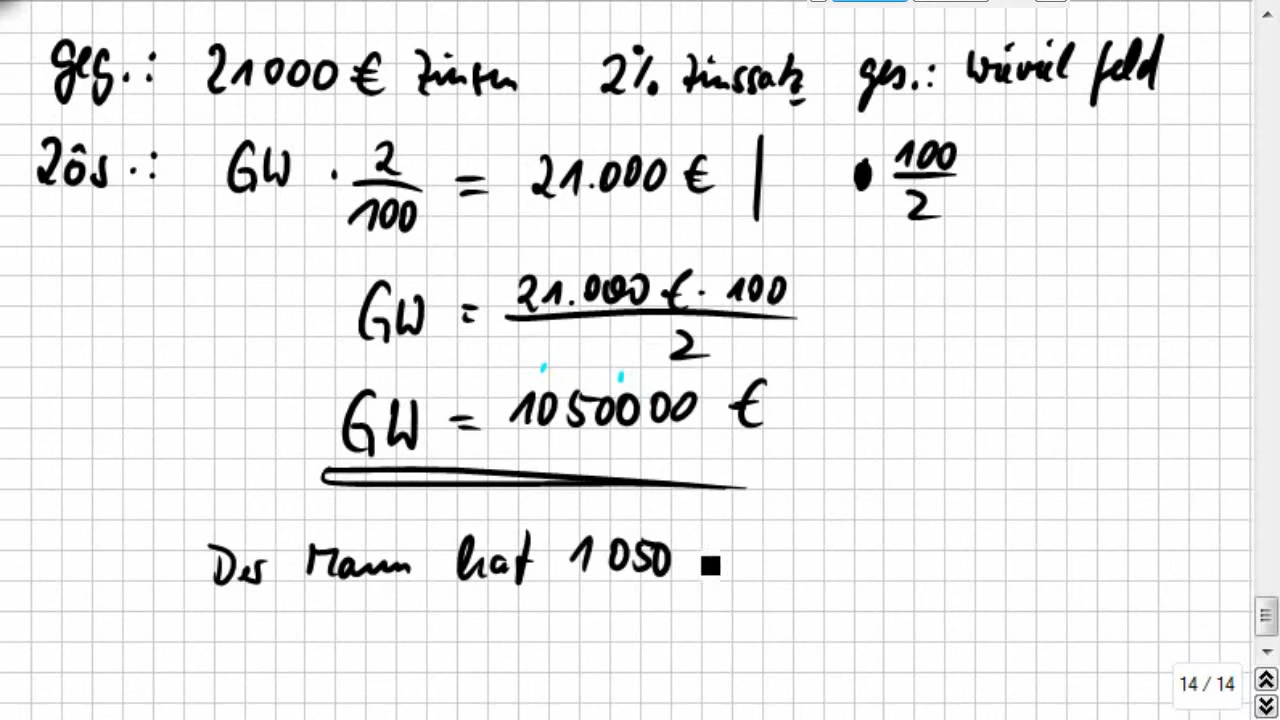 geg.: 21000 € Zinsen 2% Zinssatz ges.: wieviel Geld
Lös.: GW · 2/100 = 21.000 € | · 100/2
GW = 21.000 € · 100 / 2
GW = 1050000 €
Der Mann hat 1050
14 / 14